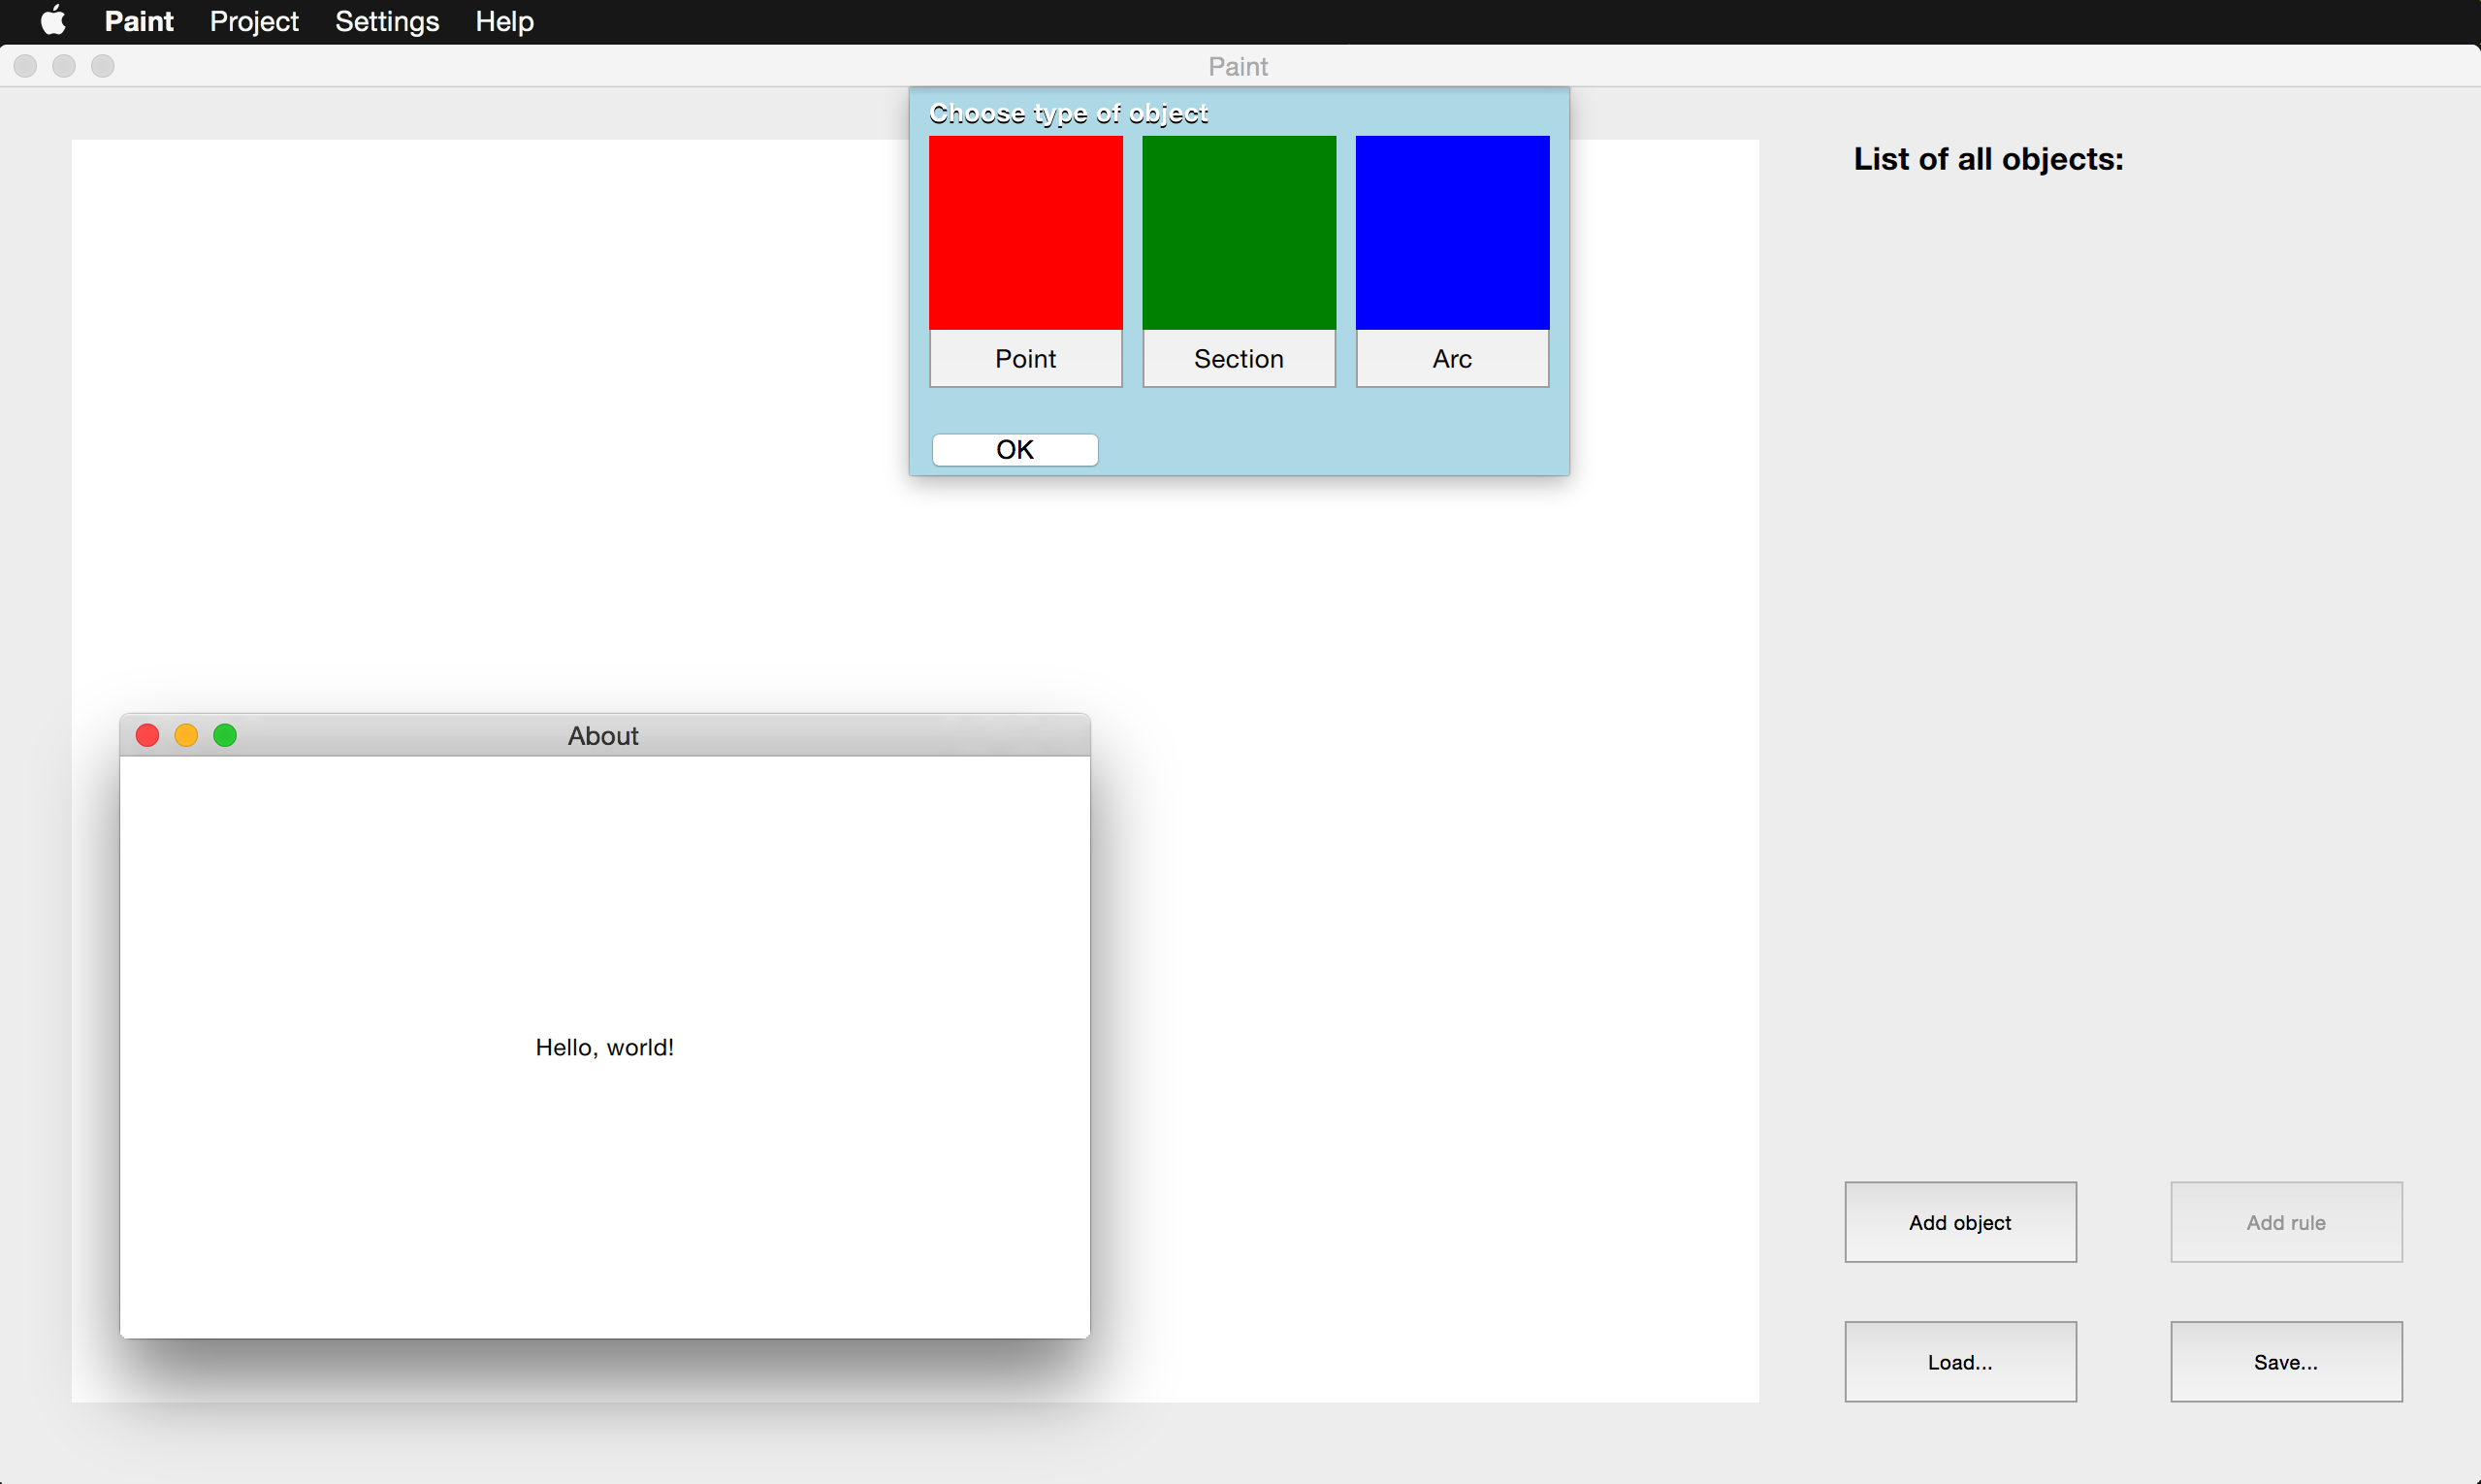 Paint Project Settings Help
Paint
Choose type of object
Point Section Arc
OK
List of all objects:
About
Hello, world!
Add object Add rule
Load... Save...